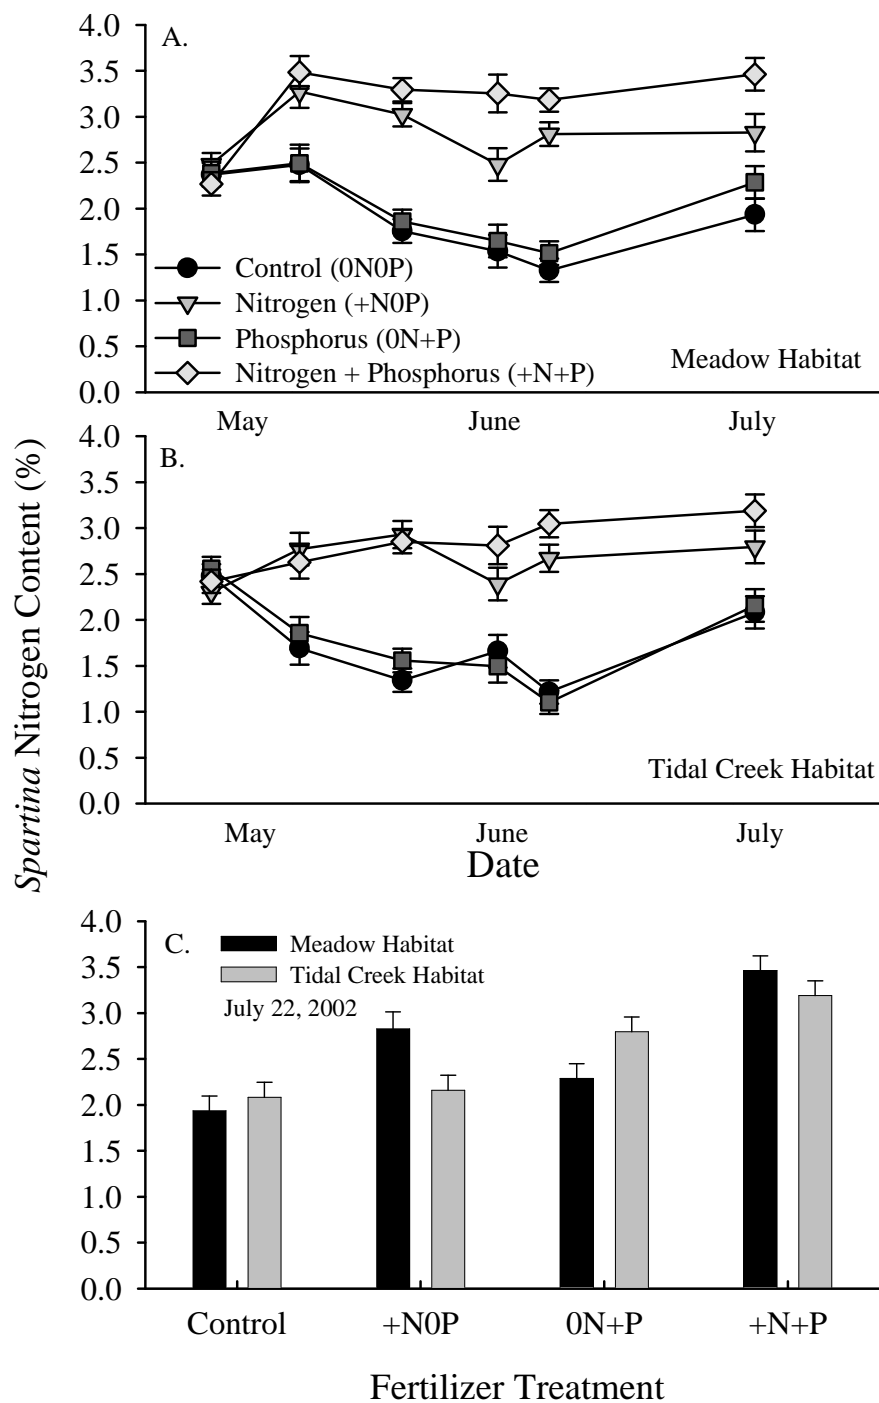 4.0
A.
3.5
3.0
2.5
2.0
1.5
Control (0N0P)
1.0
Nitrogen (+N0P)
Phosphorus (0N+P)
0.5
Nitrogen + Phosphorus (+N+P)
Meadow Habitat
0.0
May June July
4.0
B.
3.5
3.0
2.5
2.0
1.5
1.0
0.5
Tidal Creek Habitat
0.0
May June July
Date
Spartina Nitrogen Content (%)
4.0
C.
Meadow Habitat
3.5
Tidal Creek Habitat
July 22, 2002
3.0
2.5
2.0
1.5
1.0
0.5
0.0
Control +N0P 0N+P +N+P
Fertilizer Treatment